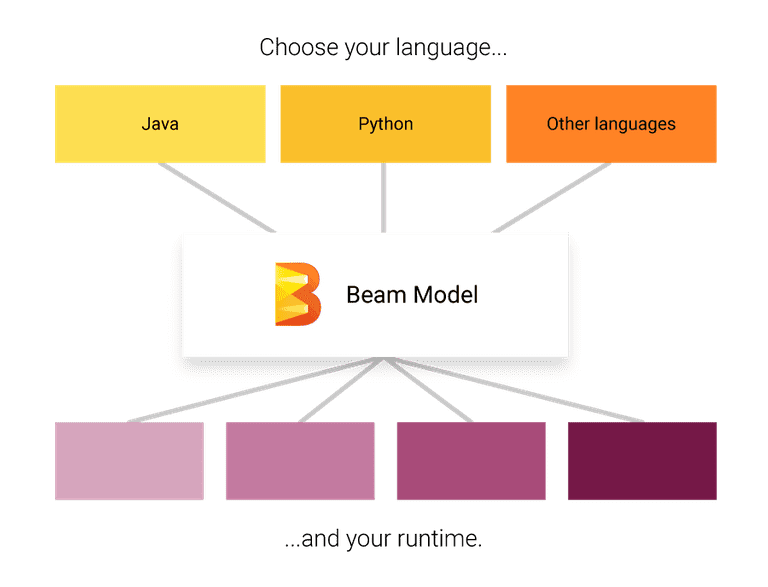 Choose your language...
Java
Python
Other languages
Beam Model
...and your runtime.